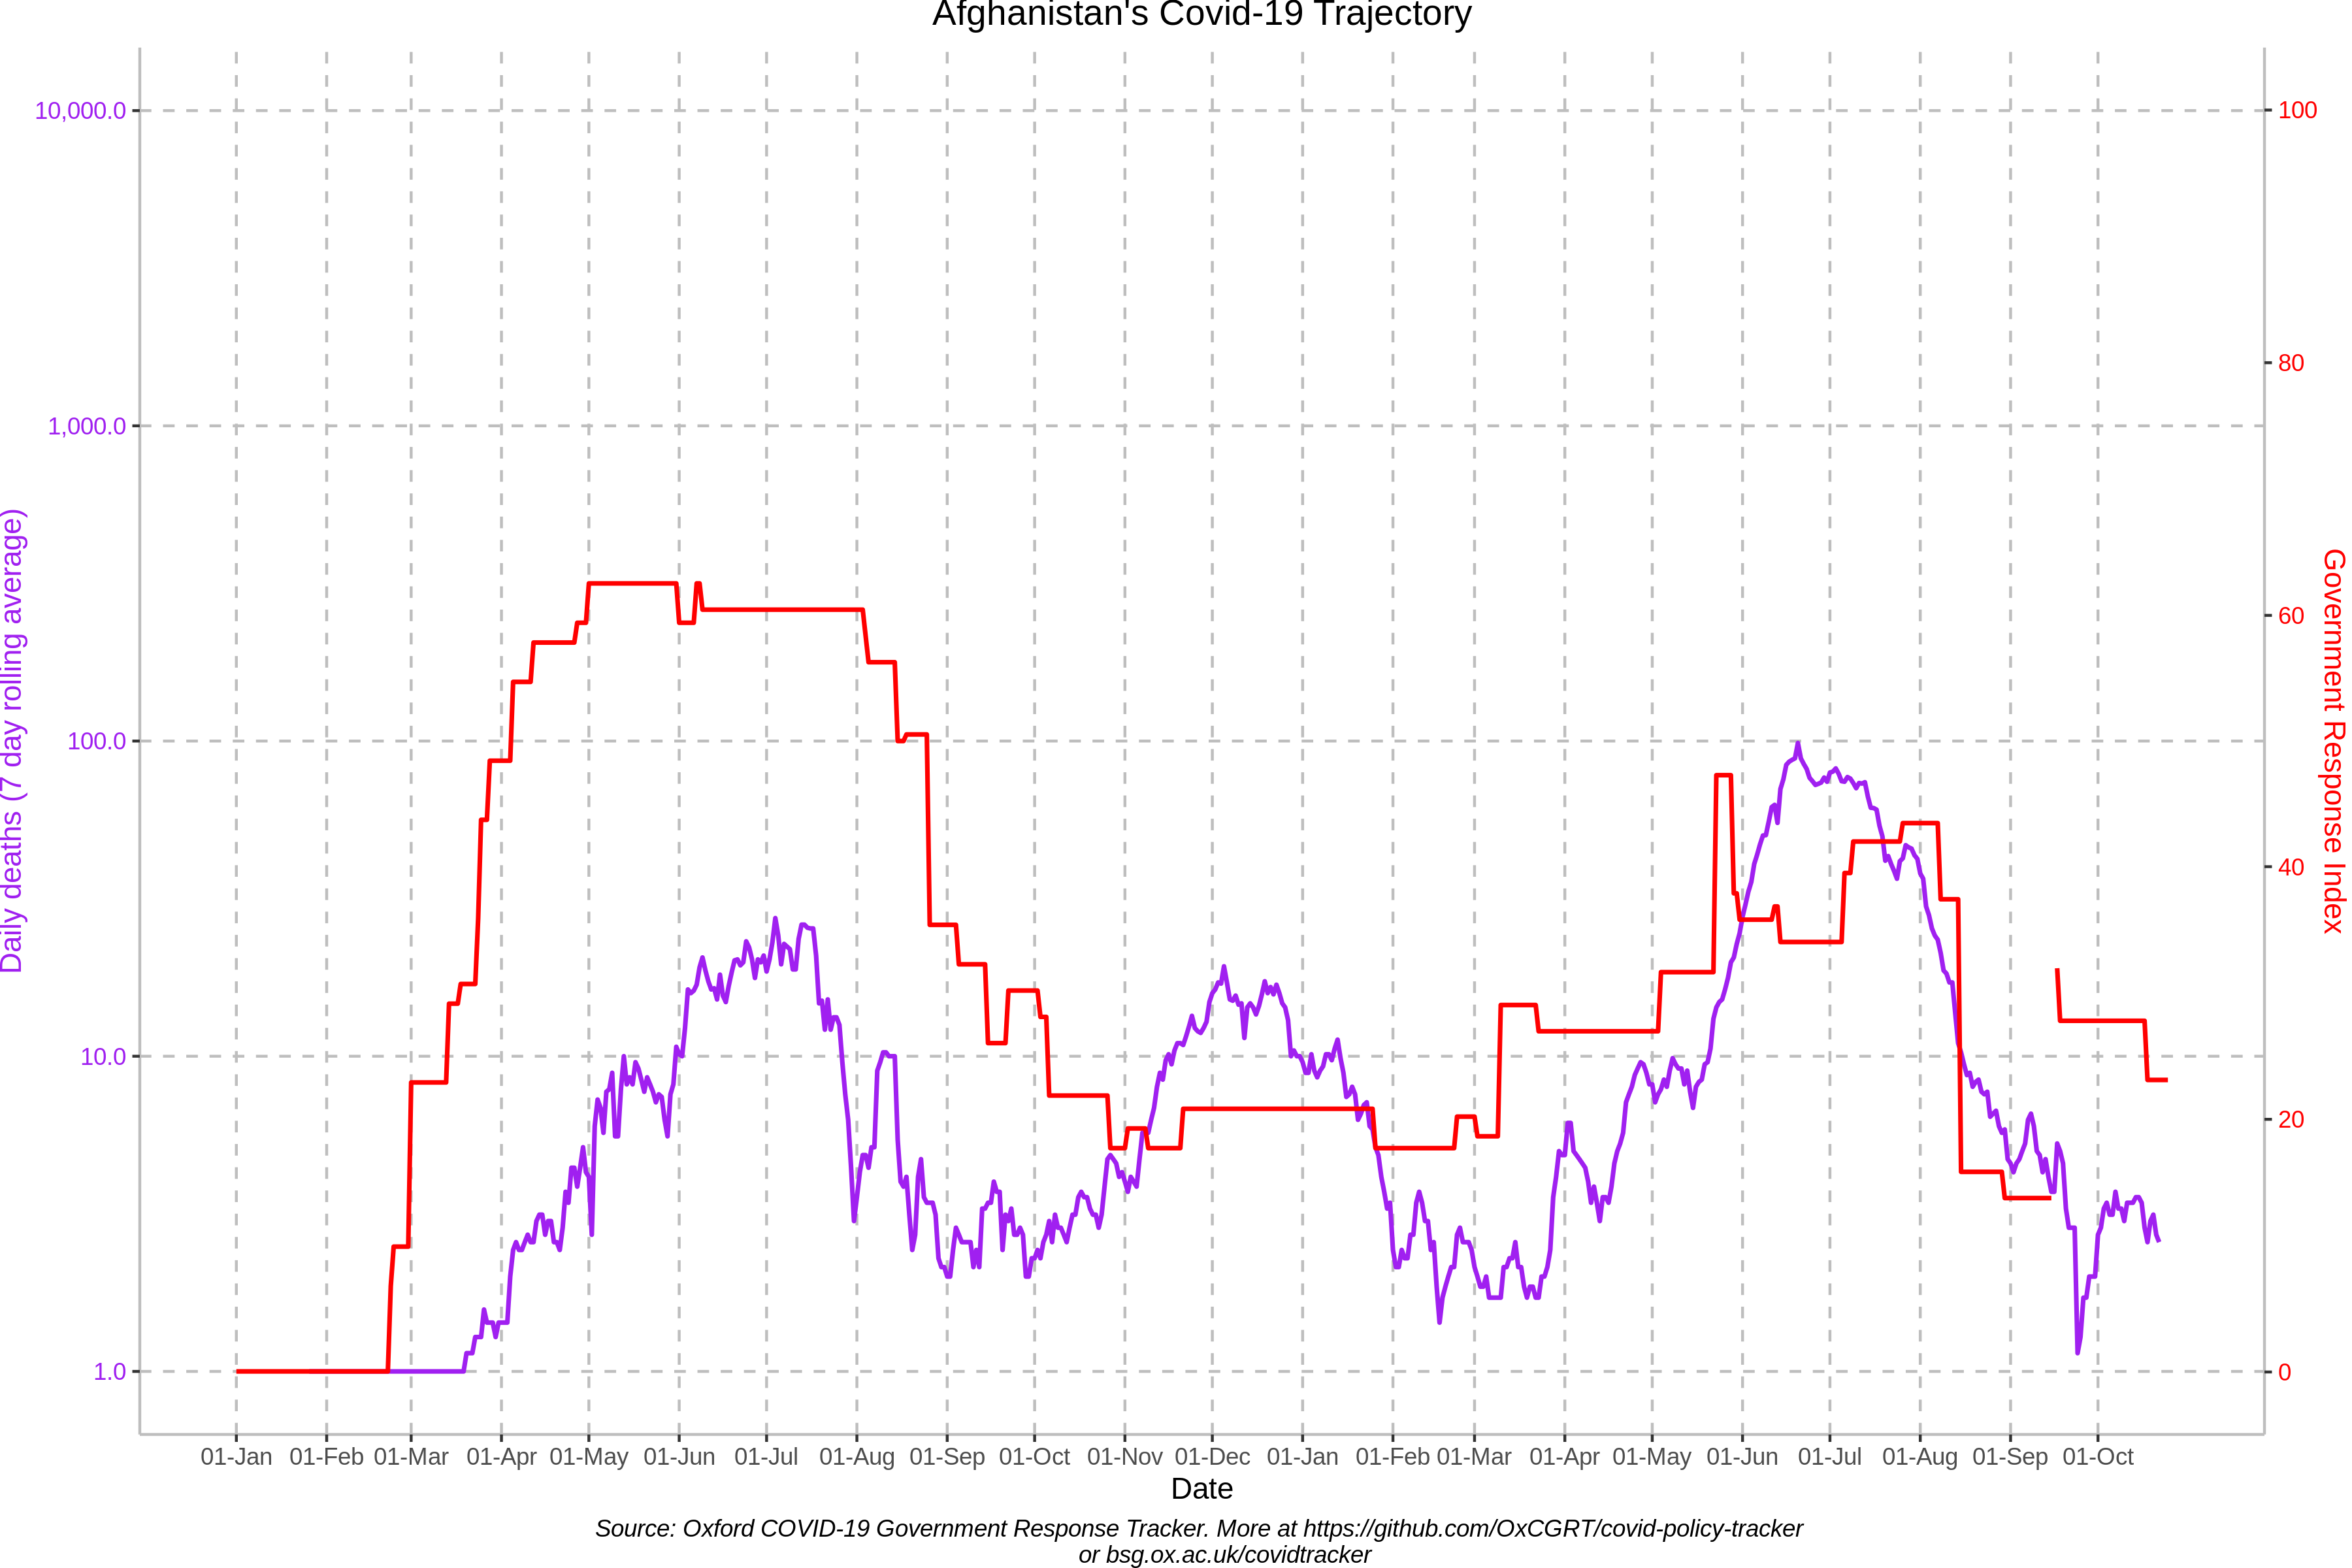 Afghanistan's Covid-19 Trajectory
Daily deaths (7 day rolling average)
10,000.0
1,000.0
100.0
10.0
1.0
100
80
60
40
20
0
Government Response Index
01-Jan 01-Feb 01-Mar 01-Apr 01-May 01-Jun 01-Jul 01-Aug 01-Sep 01-Oct 01-Nov 01-Dec 01-Jan 01-Feb 01-Mar 01-Apr 01-May 01-Jun 01-Jul 01-Aug 01-Sep 01-Oct
Date
Source: Oxford COVID-19 Government Response Tracker. More at https://github.com/OxCGRT/covid-policy-tracker
or bsg.ox.ac.uk/covidtracker